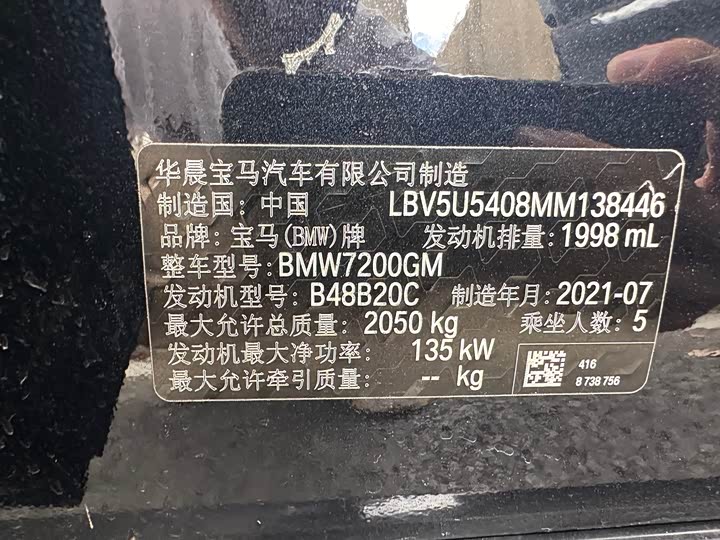 华晨宝马汽车有限公司制造
制造国: 中国 LBV5U5408MM138446
品牌: 宝马(BMW)牌 发动机排量: 1998 mL
整车型号: BMW7200GM
发动机型号: B48B20C 制造年月: 2021-07
最大允许总质量: 2050 kg 乘坐人数: 5
发动机最大净功率: 135 kW
最大允许牵引质量: -- kg
416
8 738 756